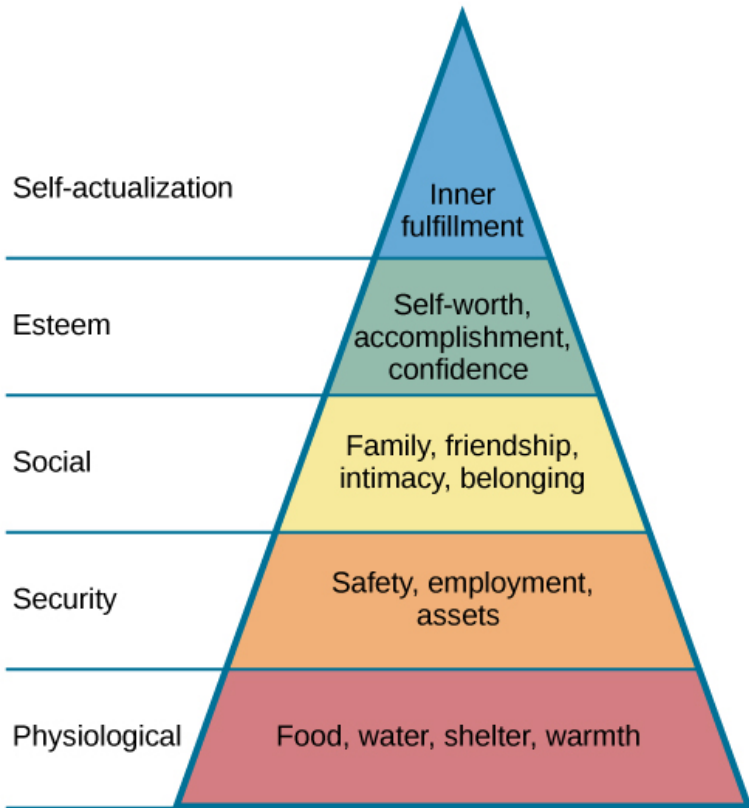 Self-actualization
Inner
fulfillment
Esteem
Self-worth,
accomplishment,
confidence
Social
Family, friendship,
intimacy, belonging
Security
Safety, employment,
assets
Physiological
Food, water, shelter, warmth